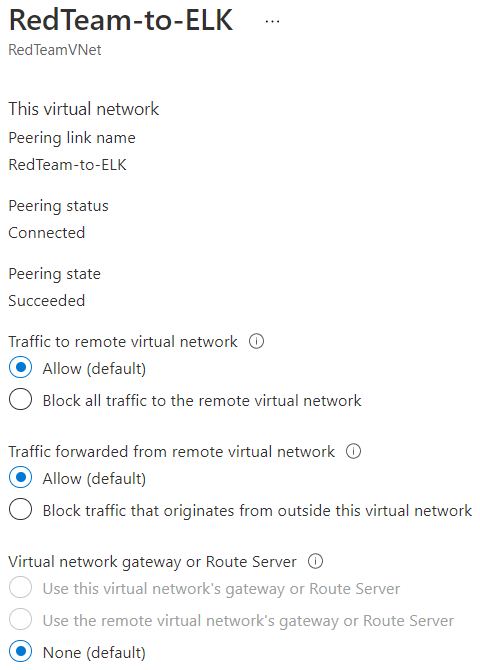 RedTeam-to-ELK ...
RedTeamVNet
This virtual network
Peering link name
RedTeam-to-ELK
Peering status
Connected
Peering state
Succeeded
Traffic to remote virtual network
Allow (default)
Block all traffic to the remote virtual network
Traffic forwarded from remote virtual network
Allow (default)
Block traffic that originates from outside this virtual network
Virtual network gateway or Route Server
Use this virtual network's gateway or Route Server
Use the remote virtual network's gateway or Route Server
None (default)